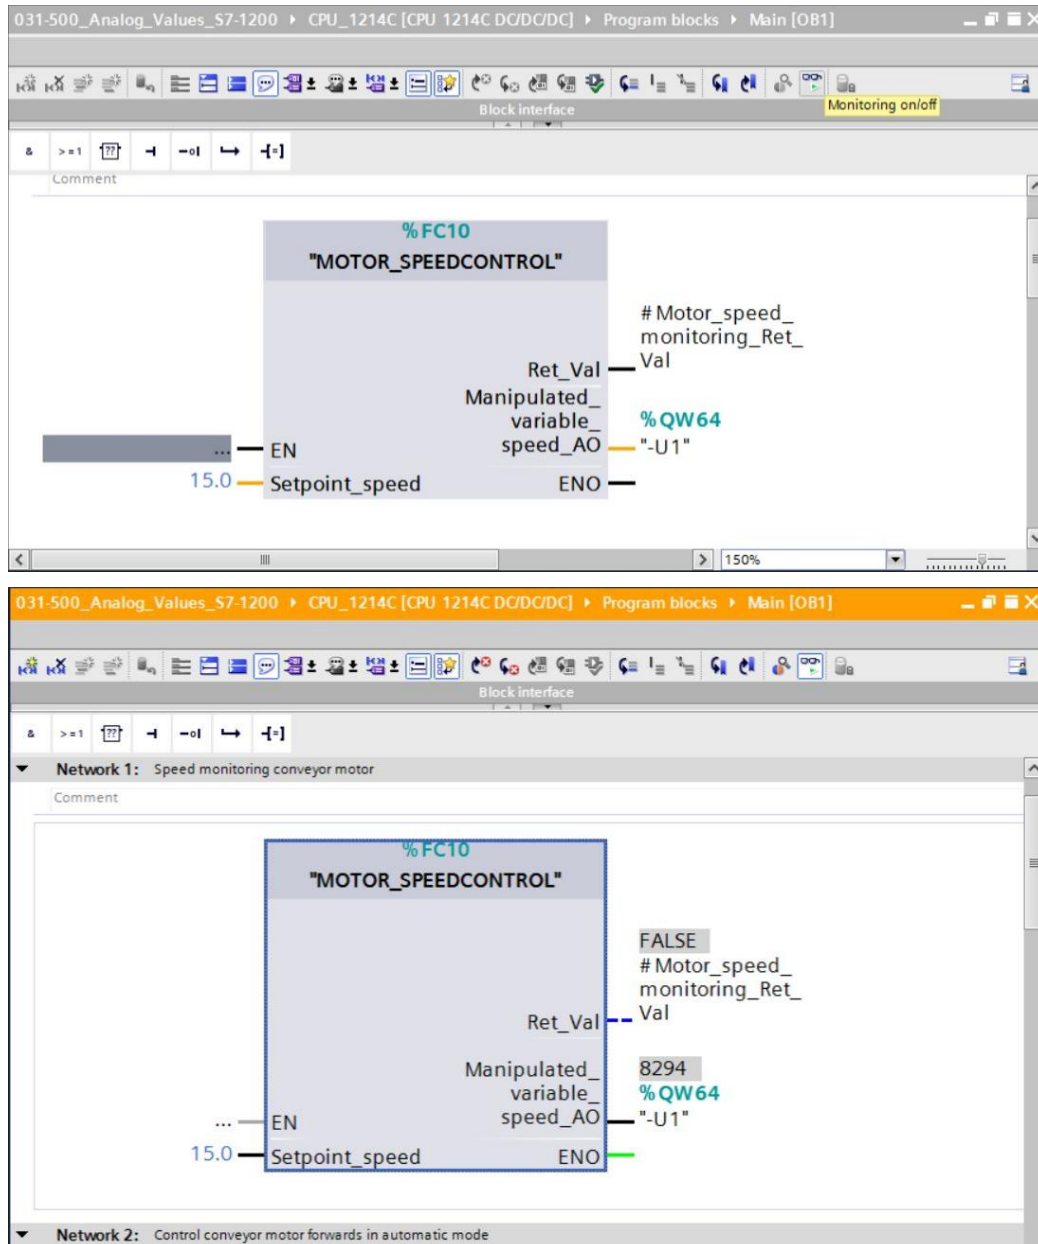 031-500_Analog_Values_S7-1200 ▸ CPU_1214C [CPU 1214C DC/DC/DC] ▸ Program blocks ▸ Main [OB1]
Monitoring on/off
Block interface
& >=1 ?? -[=]
Comment
%FC10
"MOTOR_SPEEDCONTROL"
#Motor_speed_
monitoring_Ret_
Ret_Val Val
Manipulated_
variable_ %QW64
... EN speed_AO "-U1"
15.0 Setpoint_speed ENO
150%
031-500_Analog_Values_S7-1200 ▸ CPU_1214C [CPU 1214C DC/DC/DC] ▸ Program blocks ▸ Main [OB1]
Block interface
& >=1 ?? -[=]
Network 1: Speed monitoring conveyor motor
Comment
%FC10
"MOTOR_SPEEDCONTROL"
FALSE
#Motor_speed_
monitoring_Ret_
Ret_Val Val
Manipulated_ 8294
variable_ %QW64
... EN speed_AO "-U1"
15.0 Setpoint_speed ENO
Network 2: Control conveyor motor forwards in automatic mode